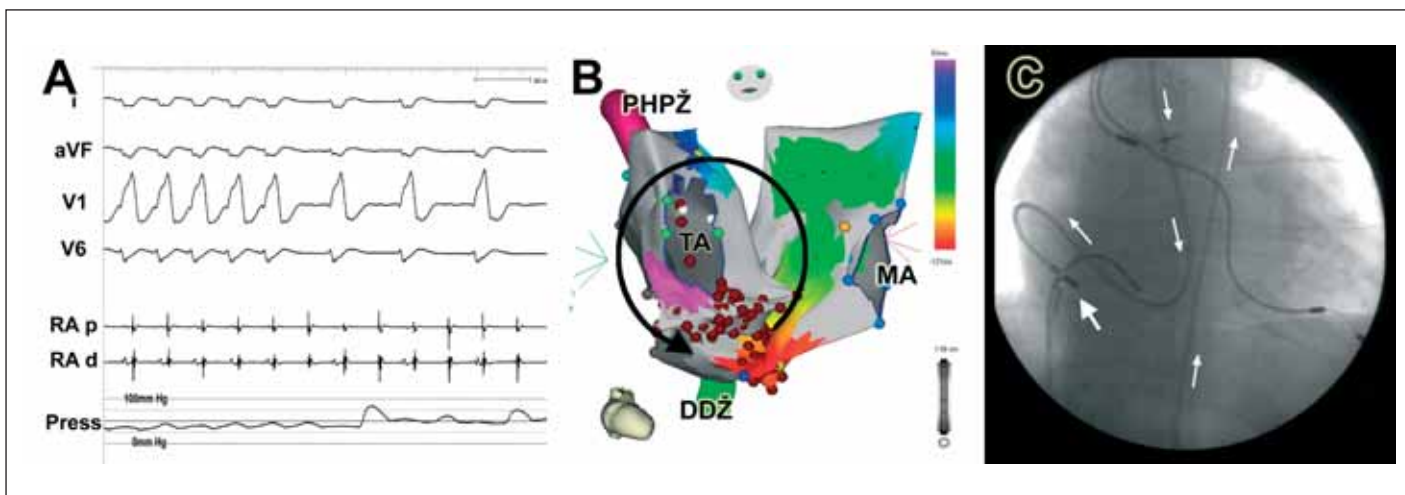 A
I
aVF
V1
V6
RA p
RA d
100mm Hg
Press
0mm Hg
B
PHPŽ
TA
MA
DDŽ
C